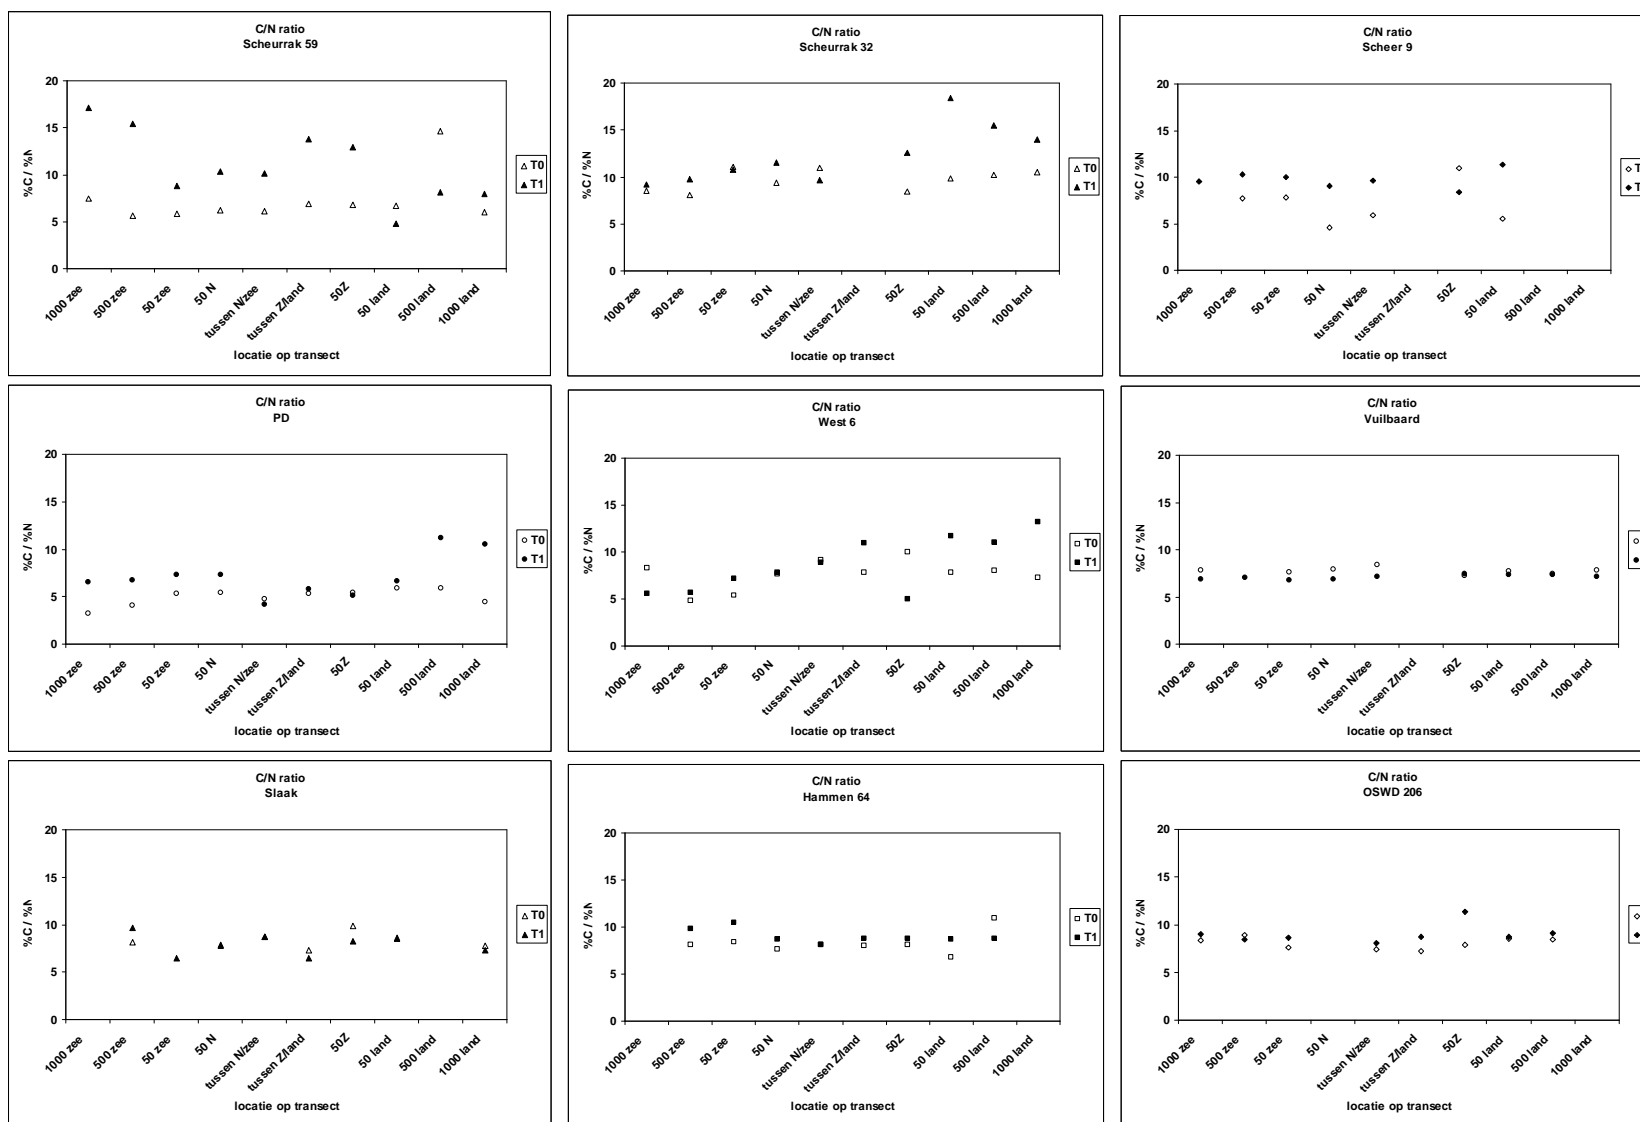 C/N ratio
Scheurrak 59
20
15
10
5
0
%C / %N
1000 zee
500 zee
50 zee
50 N
tussen N/zee
tussen Z/land
50Z
50 land
500 land
1000 land
locatie op transect
T0
T1
C/N ratio
Scheurrak 32
20
15
10
5
0
%C / %N
1000 zee
500 zee
50 zee
50 N
tussen N/zee
tussen Z/land
50Z
50 land
500 land
1000 land
locatie op transect
T0
T1
C/N ratio
Scheer 9
20
15
10
5
0
%C / %N
1000 zee
500 zee
50 zee
50 N
tussen N/zee
tussen Z/land
50Z
50 land
500 land
1000 land
locatie op transect
T
T
C/N ratio
PD
20
15
10
5
0
%C / %N
1000 zee
500 zee
50 zee
50 N
tussen N/zee
tussen Z/land
50Z
50 land
500 land
1000 land
locatie op transect
T0
T1
C/N ratio
West 6
20
15
10
5
0
%C / %N
1000 zee
500 zee
50 zee
50 N
tussen N/zee
tussen Z/land
50Z
50 land
500 land
1000 land
locatie op transect
T0
T1
C/N ratio
Vuilbaard
20
15
10
5
0
%C / %N
1000 zee
500 zee
50 zee
50 N
tussen N/zee
tussen Z/land
50Z
50 land
500 land
1000 land
locatie op transect
C/N ratio
Slaak
20
15
10
5
0
%C / %N
1000 zee
500 zee
50 zee
50 N
tussen N/zee
tussen Z/land
50Z
50 land
500 land
1000 land
locatie op transect
T0
T1
C/N ratio
Hammen 64
20
15
10
5
0
%C / %N
1000 zee
500 zee
50 zee
50 N
tussen N/zee
tussen Z/land
50Z
50 land
500 land
1000 land
locatie op transect
T0
T1
C/N ratio
OSWD 206
20
15
10
5
0
%C / %N
1000 zee
500 zee
50 zee
50 N
tussen N/zee
tussen Z/land
50Z
50 land
500 land
1000 land
locatie op transect